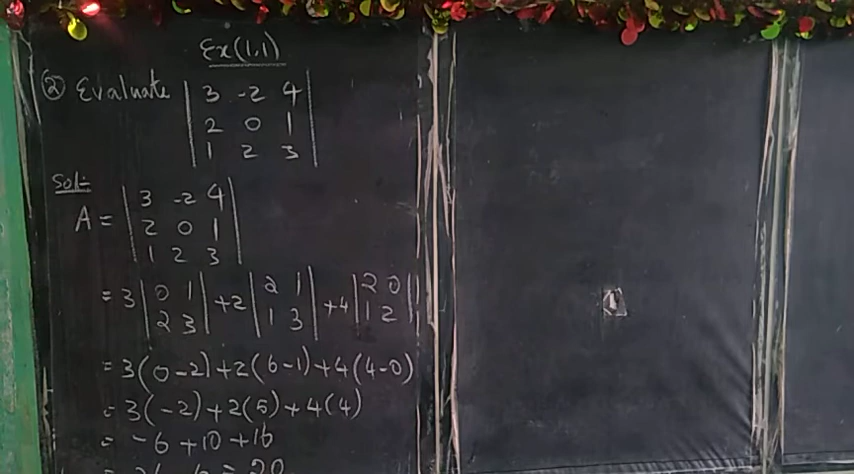 Ex(1.1)
② Evaluate | 3 -2 4 |
| 2 0 1 |
| 1 2 3 |
Sol:-
| 3 -2 4 |
A = | 2 0 1 |
| 1 2 3 |
= 3 | 0 1 | +2 | 2 1 | +4 | 2 0 |
| 2 3 | | 1 3 | | 1 2 |
= 3(0-2)+2(6-1)+4(4-0)
= 3(-2)+2(5)+4(4)
= -6+10+16
= 26-6=20